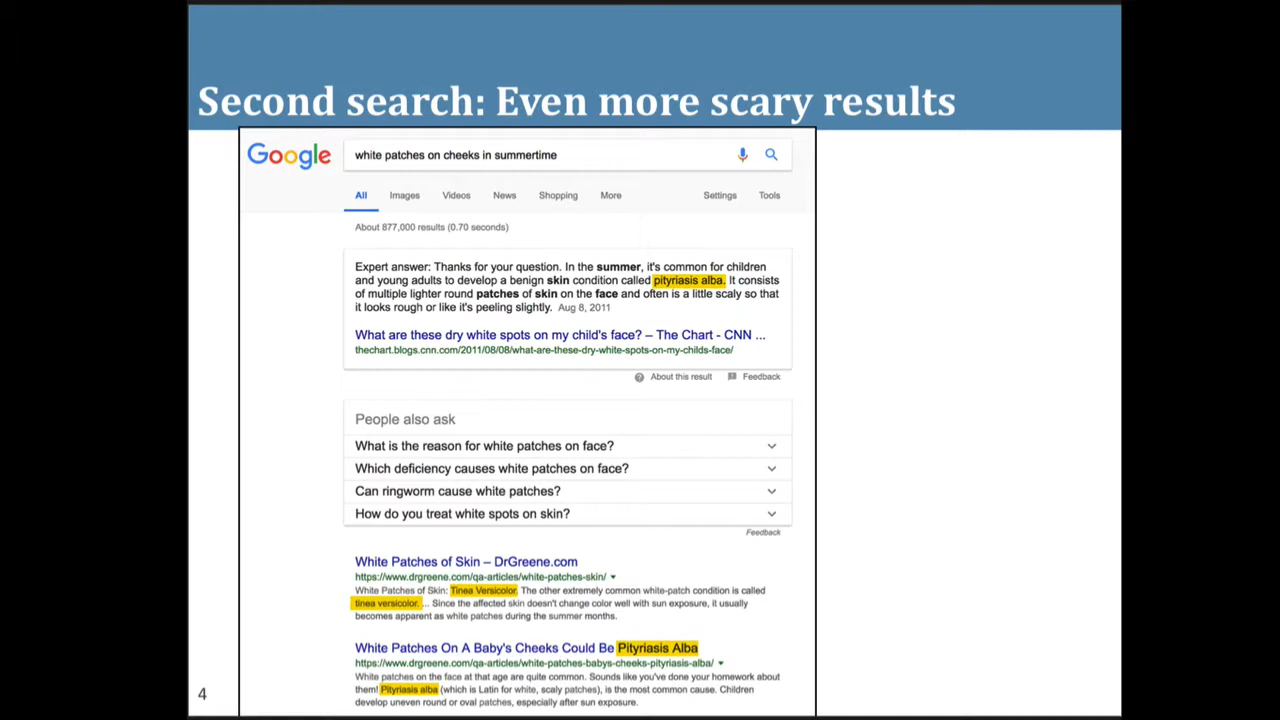 Second search: Even more scary results
Google
white patches on cheeks in summertime
All Images Videos News Shopping More Settings Tools
About 877,000 results (0.70 seconds)
Expert answer: Thanks for your question. In the summer, it's common for children
and young adults to develop a benign skin condition called pityriasis alba. It consists
of multiple lighter round patches of skin on the face and often is a little scaly so that
it looks rough or like it's peeling slightly. Aug 8, 2011
What are these dry white spots on my child's face? – The Chart - CNN ...
thechart.blogs.cnn.com/2011/08/08/what-are-these-dry-white-spots-on-my-childs-face/
About this result Feedback
People also ask
What is the reason for white patches on face?
Which deficiency causes white patches on face?
Can ringworm cause white patches?
How do you treat white spots on skin?
Feedback
White Patches of Skin – DrGreene.com
https://www.drgreene.com/qa-articles/white-patches-skin/
White Patches of Skin: Tinea Versicolor. The other extremely common white-patch condition is called
tinea versicolor. ... Since the affected skin doesn't change color well with sun exposure, it usually
becomes apparent as white patches during the summer months.
White Patches On A Baby's Cheeks Could Be Pityriasis Alba
https://www.drgreene.com/qa-articles/white-patches-babys-cheeks-pityriasis-alba/
White patches on the face at that age are quite common. Sounds like you've done your homework about
them! Pityriasis alba (which is Latin for white, scaly patches), is the most common cause. Children
develop uneven round or oval patches, especially after sun exposure.
4